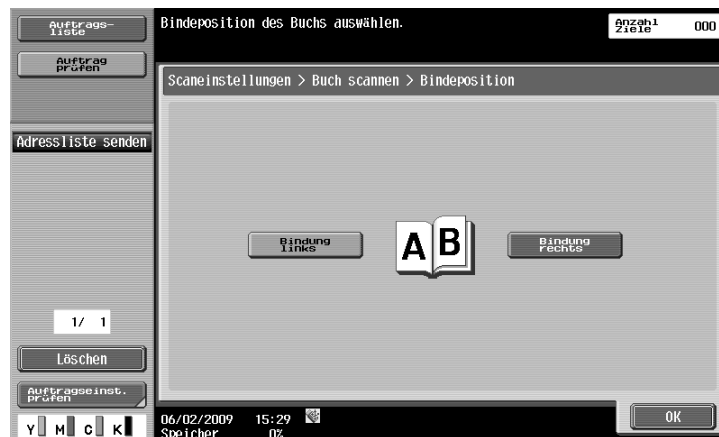 Auftrags-
liste
Auftrag
prüfen
Adressliste senden
1/ 1
Löschen
Auftragseinst.
prüfen
Y M C K
Bindeposition des Buchs auswählen.
Anzahl
Ziele 000
Scaneinstellungen > Buch scannen > Bindeposition
Bindung
links
A B
Bindung
rechts
06/02/2009 15:29
Speicher 0%
OK